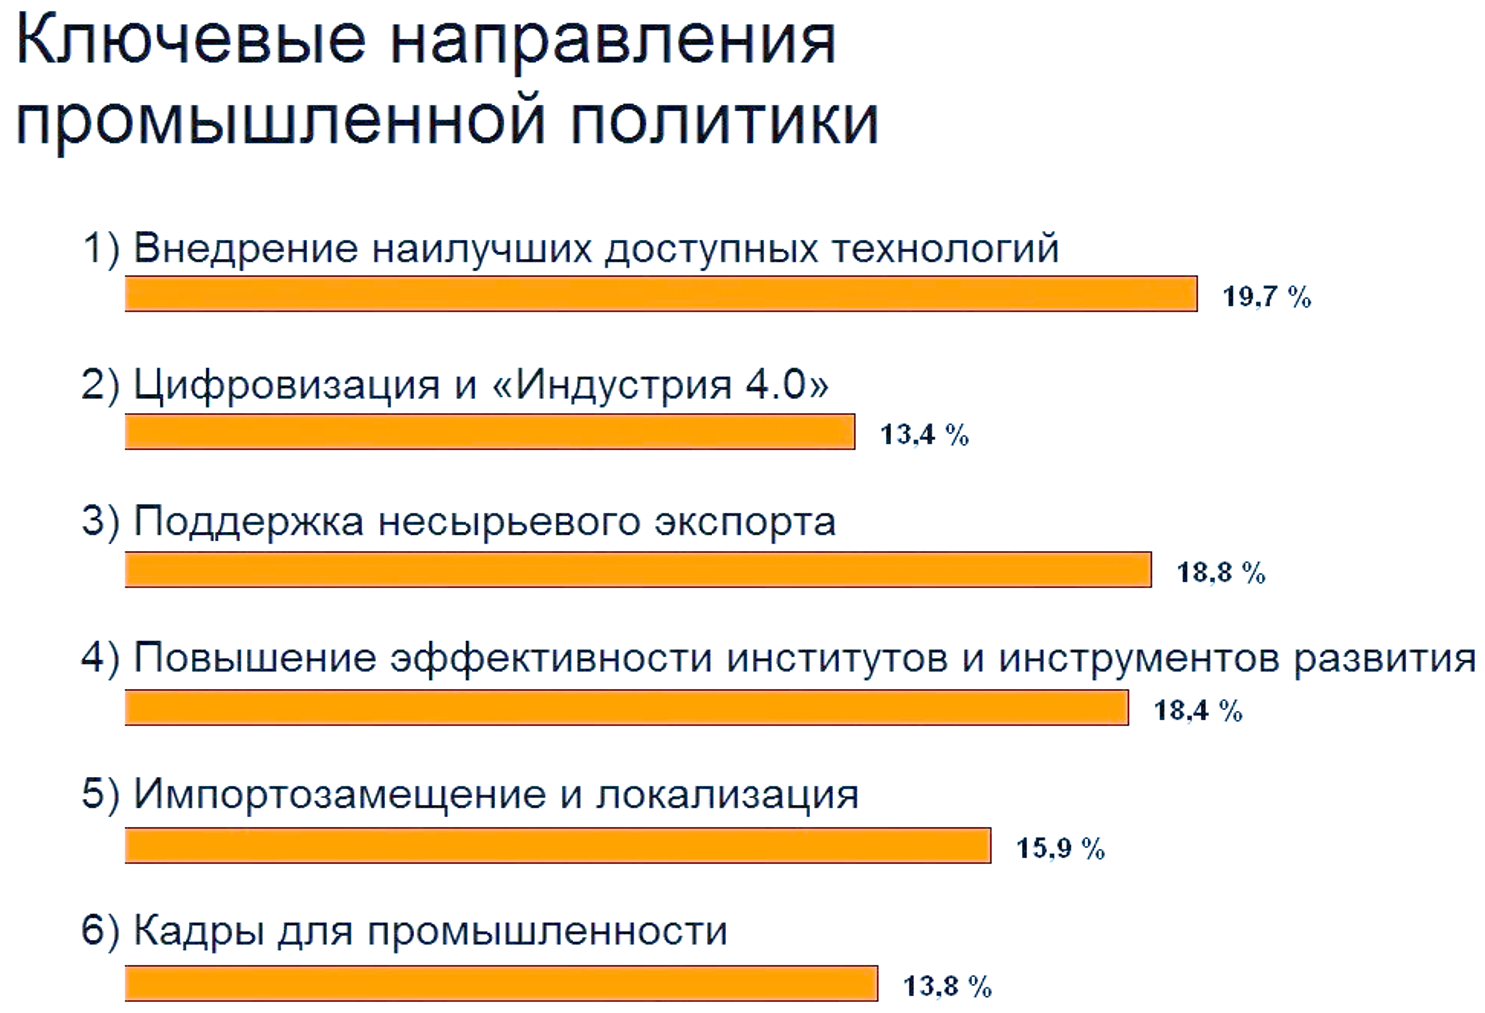 Ключевые направления
промышленной политики
1) Внедрение наилучших доступных технологий
19,7 %
2) Цифровизация и «Индустрия 4.0»
13,4 %
3) Поддержка несырьевого экспорта
18,8 %
4) Повышение эффективности институтов и инструментов развития
18,4 %
5) Импортозамещение и локализация
15,9 %
6) Кадры для промышленности
13,8 %